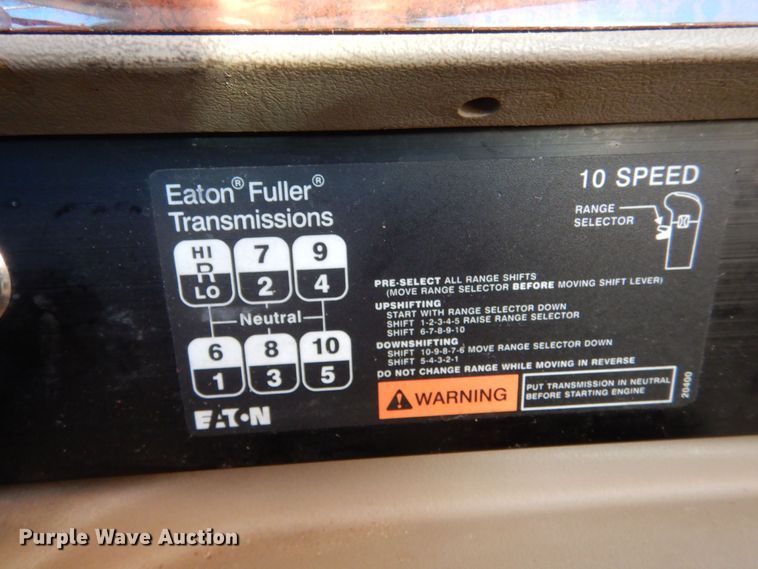 Eaton® Fuller®
Transmissions
10 SPEED
RANGE
SELECTOR
HI
R
LO
7
2
9
4
Neutral
6
1
8
3
10
5
PRE-SELECT ALL RANGE SHIFTS
(MOVE RANGE SELECTOR BEFORE MOVING SHIFT LEVER)
UPSHIFTING
START WITH RANGE SELECTOR DOWN
SHIFT 1-2-3-4-5 RAISE RANGE SELECTOR
SHIFT 6-7-8-9-10
DOWNSHIFTING
SHIFT 10-9-8-7-6 MOVE RANGE SELECTOR DOWN
SHIFT 5-4-3-2-1
DO NOT CHANGE RANGE WHILE MOVING IN REVERSE
WARNING
PUT TRANSMISSION IN NEUTRAL
BEFORE STARTING ENGINE
20400
EATON
Purple Wave Auction